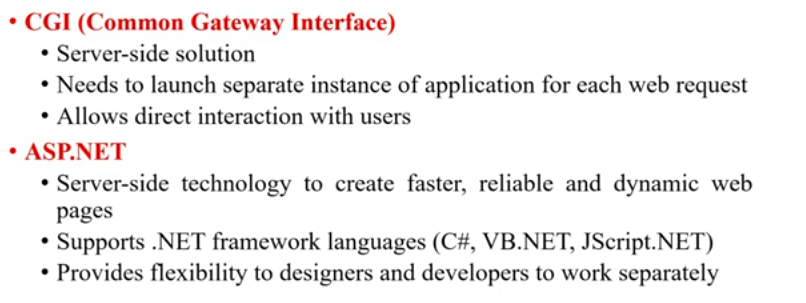 • CGI (Common Gateway Interface)
• Server-side solution
• Needs to launch separate instance of application for each web request
• Allows direct interaction with users
• ASP.NET
• Server-side technology to create faster, reliable and dynamic web
pages
• Supports .NET framework languages (C#, VB.NET, JScript.NET)
• Provides flexibility to designers and developers to work separately